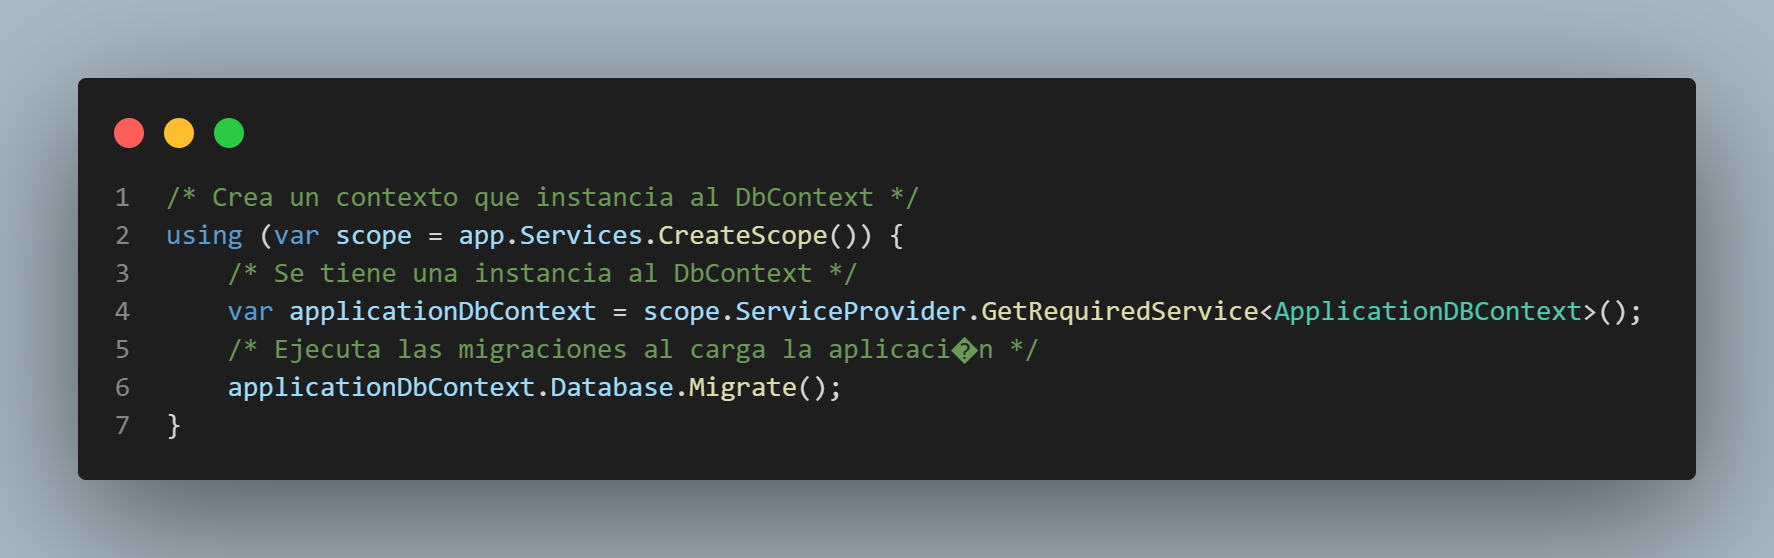 1 /* Crea un contexto que instancia al DbContext */
2 using (var scope = app.Services.CreateScope()) {
3     /* Se tiene una instancia al DbContext */
4     var applicationDbContext = scope.ServiceProvider.GetRequiredService<ApplicationDBContext>();
5     /* Ejecuta las migraciones al carga la aplicaci�n */
6     applicationDbContext.Database.Migrate();
7 }